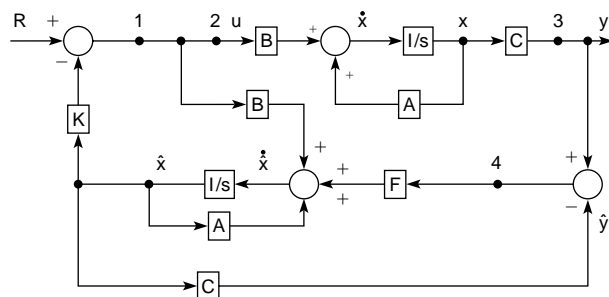 R + 1 2 u B + ẋ I/s x C 3 y
− + A
K B +
x̂ I/s x̂̇ + + F 4 + −
A ŷ
C